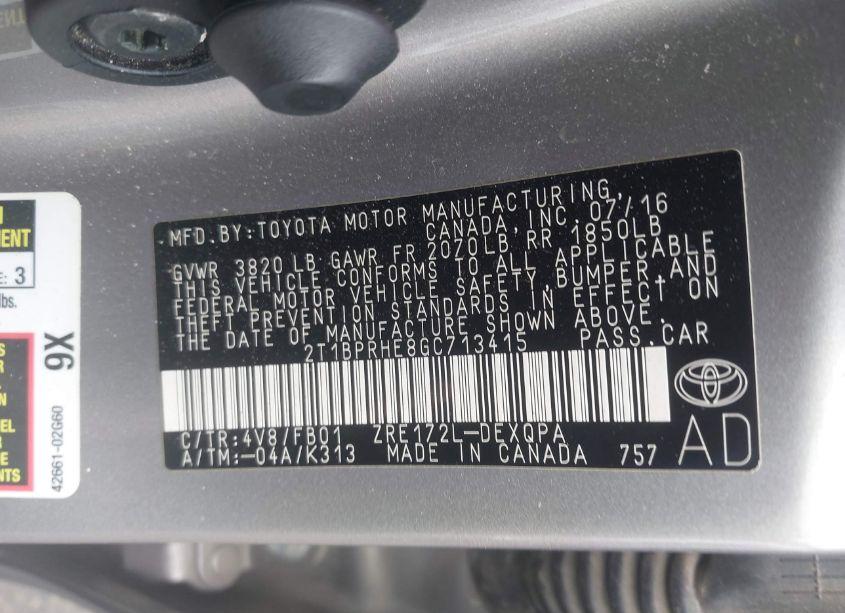 MFD. BY: TOYOTA MOTOR MANUFACTURING,
CANADA, INC. 07/16
GVWR 3820 LB GAWR FR 2070LB RR 1850LB
THIS VEHICLE CONFORMS TO ALL APPLICABLE
FEDERAL MOTOR VEHICLE SAFETY, BUMPER, AND
THEFT PREVENTION STANDARDS IN EFFECT ON
THE DATE OF MANUFACTURE SHOWN ABOVE.
2T1BPRHE8GC713415 PASS. CAR
C/TR: 4V8/FB01 ZRE172L-DEXQPA
A/TM: -04A/K313 MADE IN CANADA 757
AD
MENT
E: 3
lbs.
9X
42661-02G60